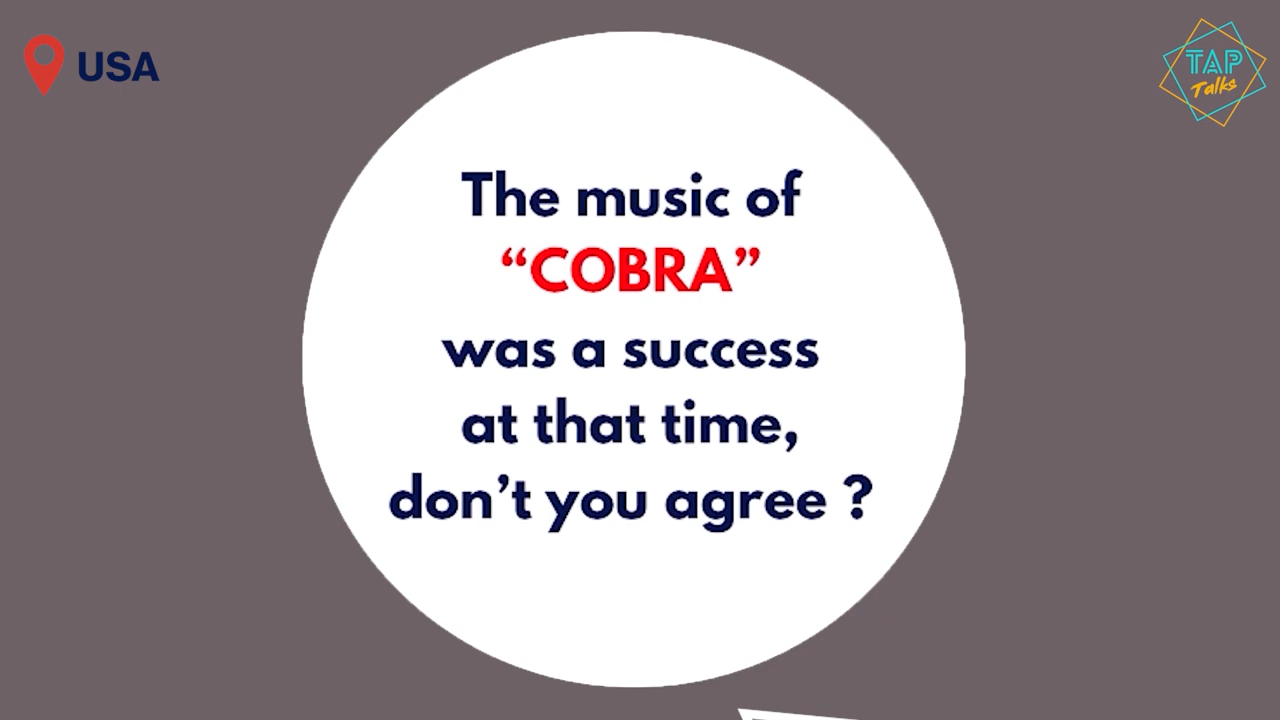 USA
TAP
Talks
The music of
“COBRA”
was a success
at that time,
don’t you agree ?